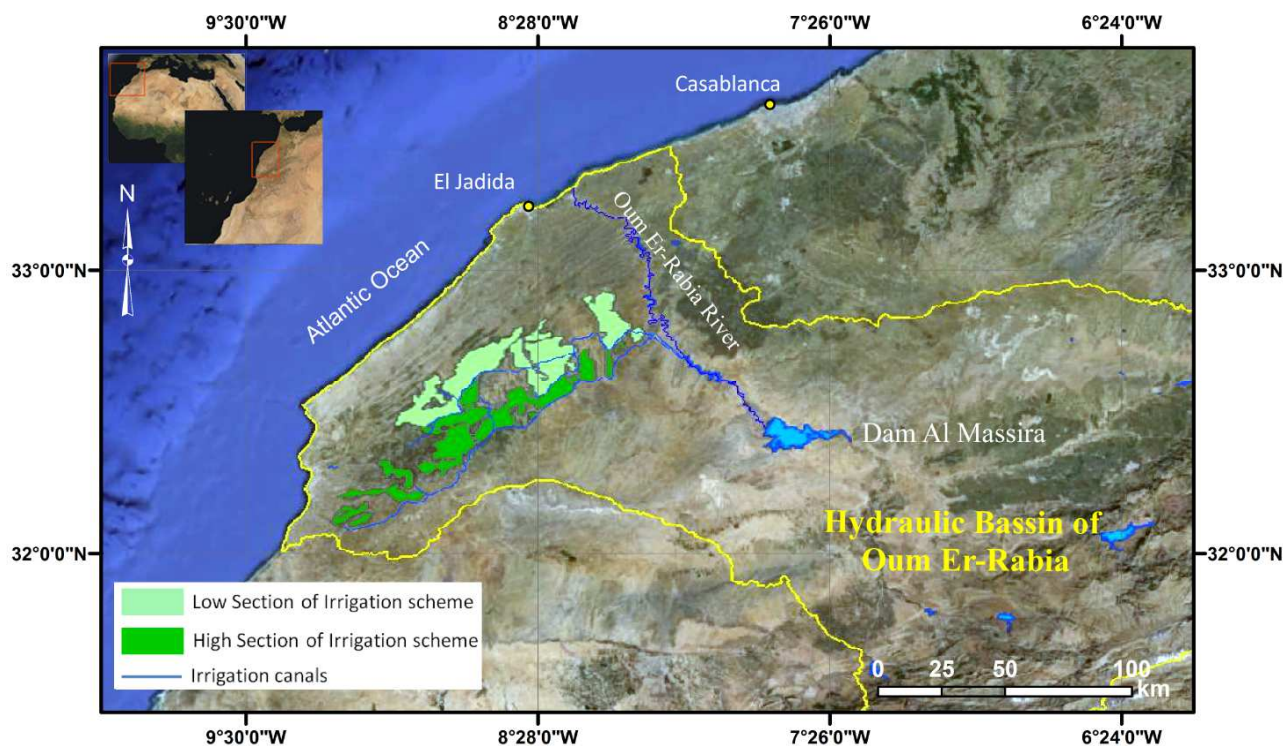 9°30'0"W 8°28'0"W 7°26'0"W 6°24'0"W
Casablanca
El Jadida
N
Oum Er-Rabia River
33°0'0"N 33°0'0"N
Atlantic Ocean
Dam Al Massira
Hydraulic Bassin of
Oum Er-Rabia
32°0'0"N 32°0'0"N
Low Section of Irrigation scheme
High Section of Irrigation scheme
Irrigation canals
0 25 50 100
km
9°30'0"W 8°28'0"W 7°26'0"W 6°24'0"W